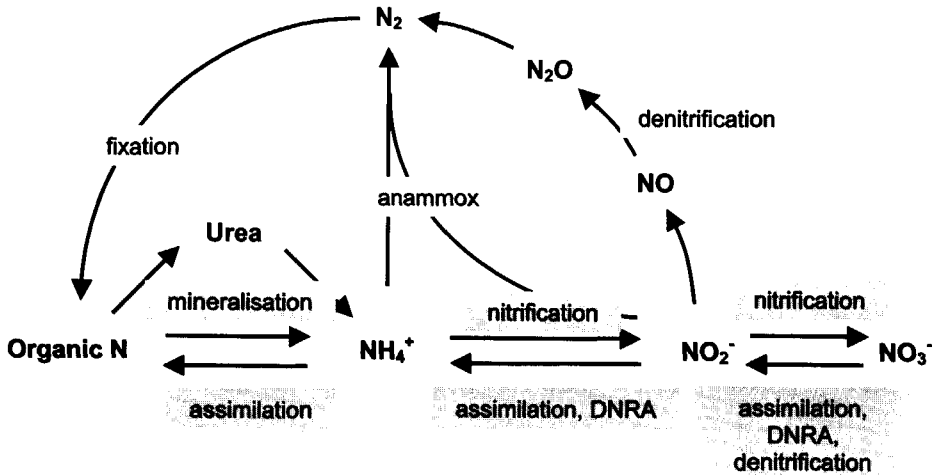 N₂
N₂O
denitrification
fixation
NO
anammox
Urea
mineralisation
nitrification
nitrification
Organic N
NH₄⁺
NO₂⁻
NO₃⁻
assimilation
assimilation, DNRA
assimilation,
DNRA,
denitrification